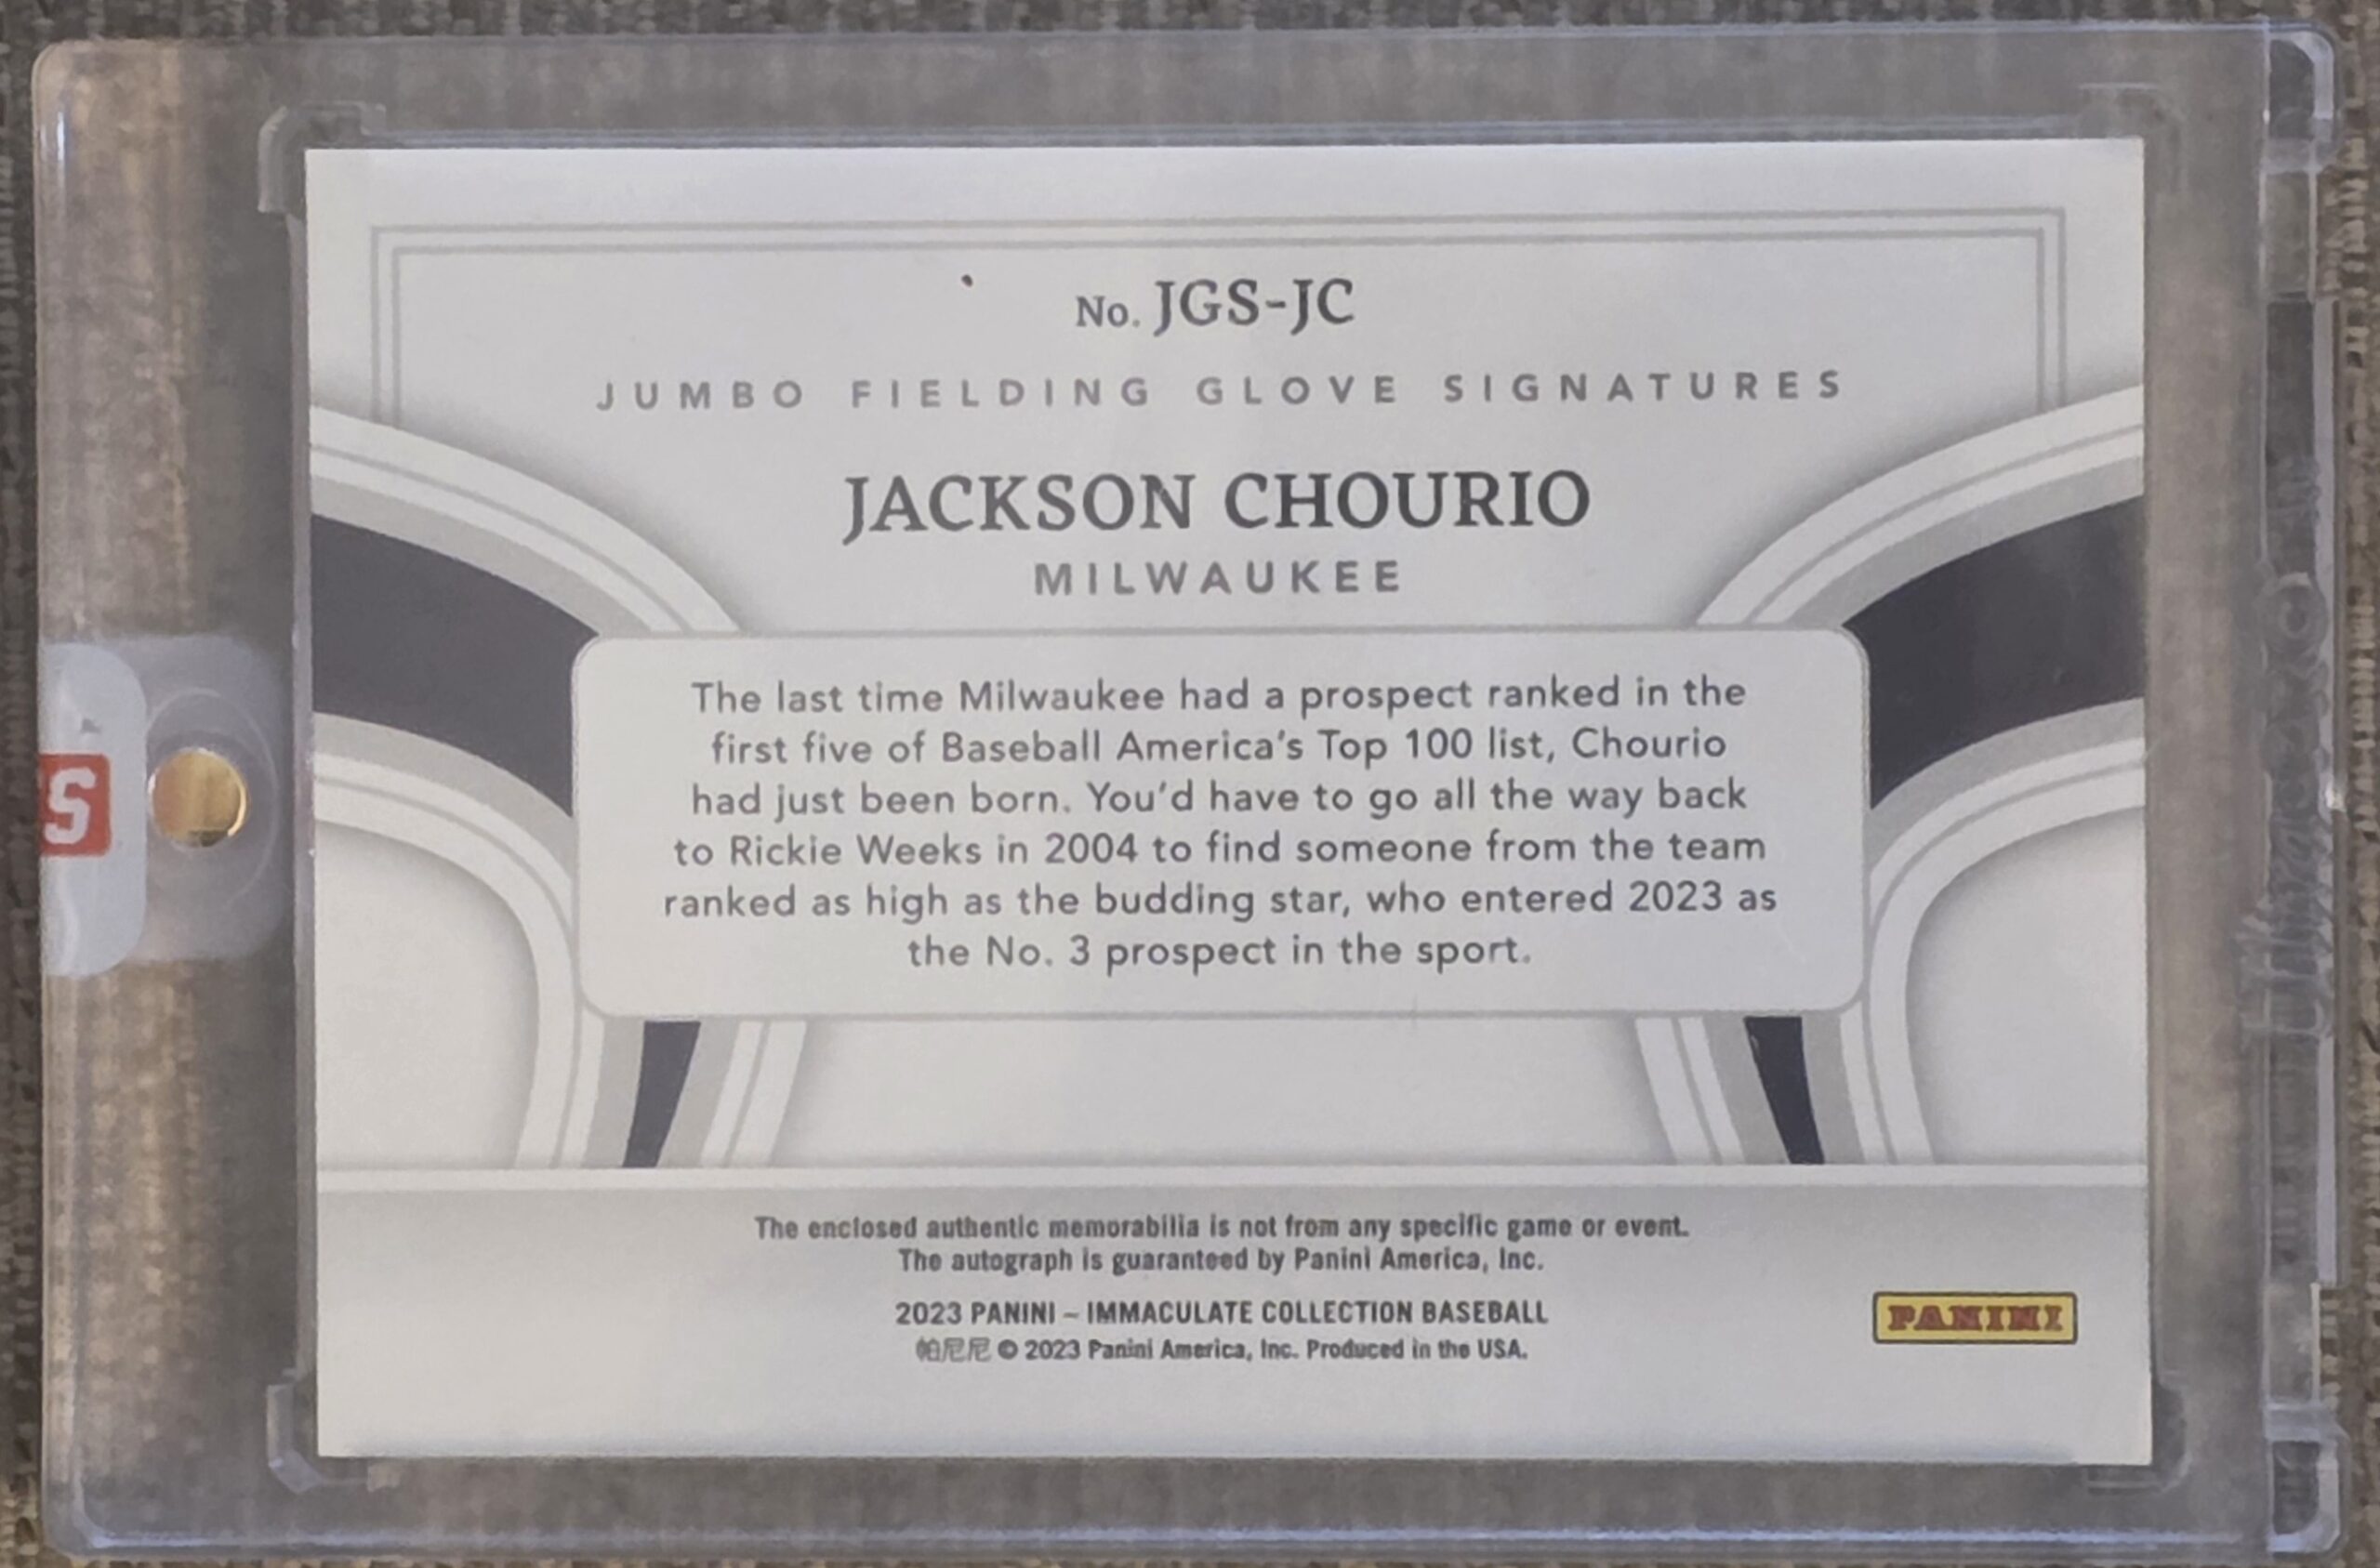 No. JGS-JC
JUMBO FIELDING GLOVE SIGNATURES
JACKSON CHOURIO
MILWAUKEE
The last time Milwaukee had a prospect ranked in the
first five of Baseball America's Top 100 list, Chourio
had just been born. You'd have to go all the way back
to Rickie Weeks in 2004 to find someone from the team
ranked as high as the budding star, who entered 2023 as
the No. 3 prospect in the sport.
S
The enclosed authentic memorabilia is not from any specific game or event.
The autograph is guaranteed by Panini America, Inc.
2023 PANINI – IMMACULATE COLLECTION BASEBALL
帕尼尼 © 2023 Panini America, Inc. Produced in the USA.
PANINI